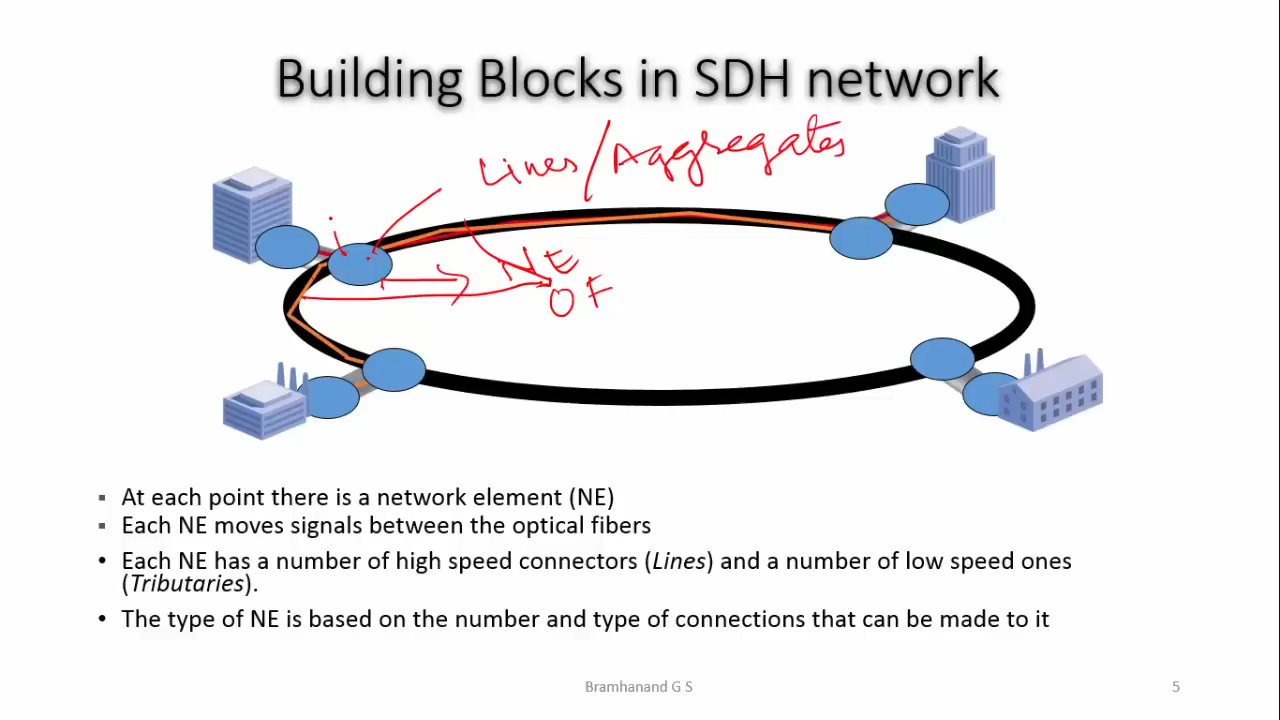 Building Blocks in SDH network
Lines/Aggregates
NE
OF
▪ At each point there is a network element (NE)
▪ Each NE moves signals between the optical fibers
• Each NE has a number of high speed connectors (Lines) and a number of low speed ones
(Tributaries).
• The type of NE is based on the number and type of connections that can be made to it
Bramhanand G S
5